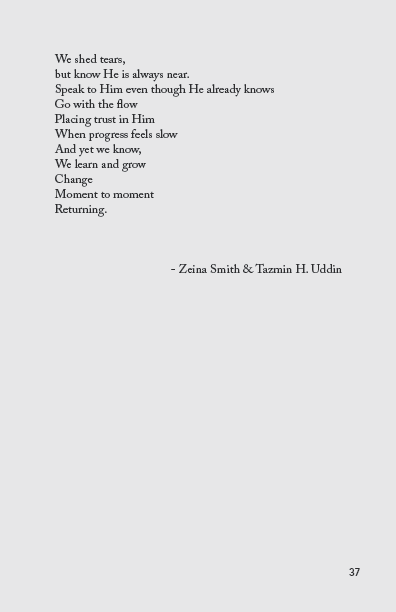 We shed tears,
but know He is always near.
Speak to Him even though He already knows
Go with the flow
Placing trust in Him
When progress feels slow
And yet we know,
We learn and grow
Change
Moment to moment
Returning.
- Zeina Smith & Tazmin H. Uddin
37